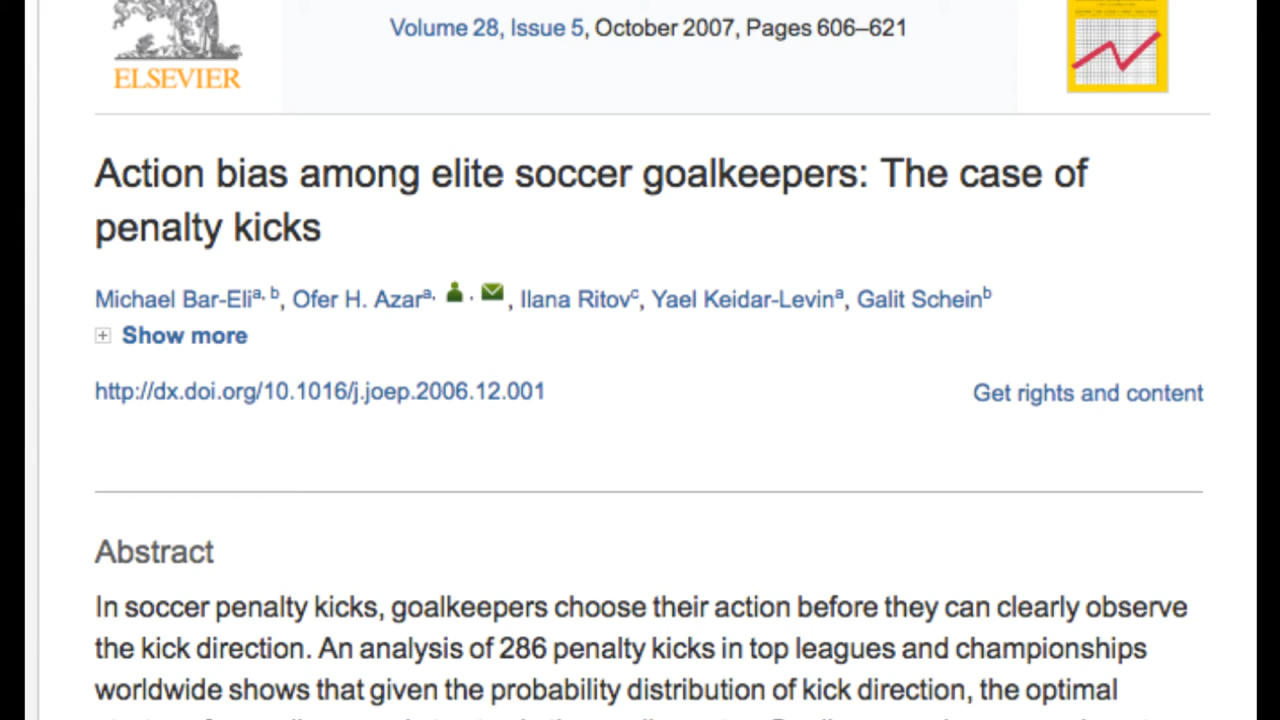 Volume 28, Issue 5, October 2007, Pages 606–621
ELSEVIER
Action bias among elite soccer goalkeepers: The case of
penalty kicks
Michael Bar-Eliᵃ, ᵇ, Ofer H. Azarᵃ, , Ilana Ritovᶜ, Yael Keidar-Levinᵃ, Galit Scheinᵇ
+ Show more
http://dx.doi.org/10.1016/j.joep.2006.12.001
Get rights and content
Abstract
In soccer penalty kicks, goalkeepers choose their action before they can clearly observe
the kick direction. An analysis of 286 penalty kicks in top leagues and championships
worldwide shows that given the probability distribution of kick direction, the optimal